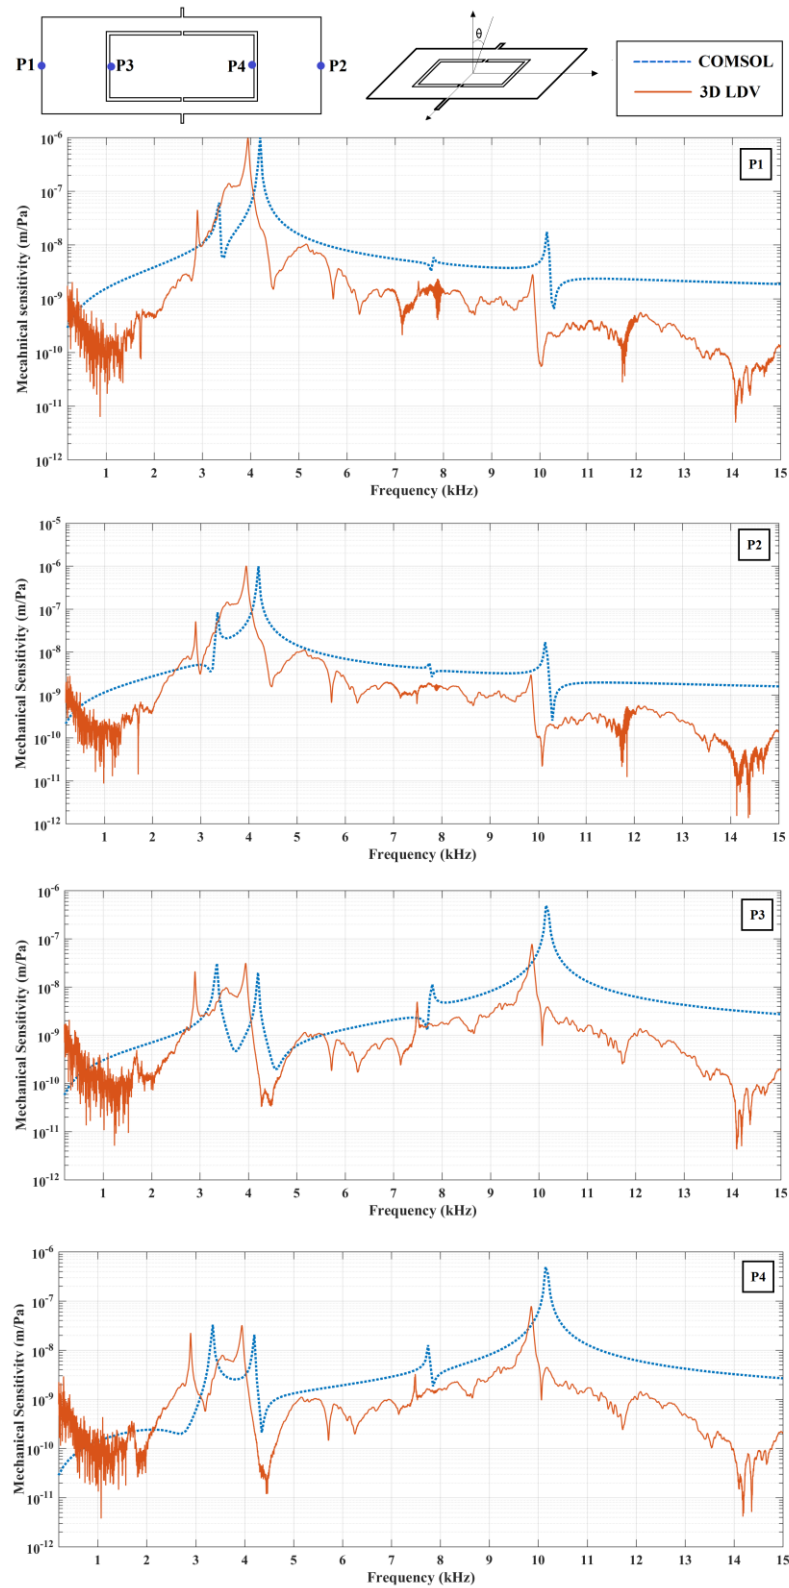 P1 P3 P4 P2
θ
COMSOL
3D LDV
P1
Mecahnical sensitivity (m/Pa)
10⁻⁶
10⁻⁷
10⁻⁸
10⁻⁹
10⁻¹⁰
10⁻¹¹
10⁻¹²
1 2 3 4 5 6 7 8 9 10 11 12 13 14 15
Frequency (kHz)
P2
Mechanical Sensitivity (m/Pa)
10⁻⁵
10⁻⁶
10⁻⁷
10⁻⁸
10⁻⁹
10⁻¹⁰
10⁻¹¹
10⁻¹²
1 2 3 4 5 6 7 8 9 10 11 12 13 14 15
Frequency (kHz)
P3
Mechanical Sensitivity (m/Pa)
10⁻⁶
10⁻⁷
10⁻⁸
10⁻⁹
10⁻¹⁰
10⁻¹¹
10⁻¹²
1 2 3 4 5 6 7 8 9 10 11 12 13 14 15
Frequency (kHz)
P4
Mechanical Sensitivity (m/Pa)
10⁻⁶
10⁻⁷
10⁻⁸
10⁻⁹
10⁻¹⁰
10⁻¹¹
10⁻¹²
1 2 3 4 5 6 7 8 9 10 11 12 13 14 15
Frequency (kHz)